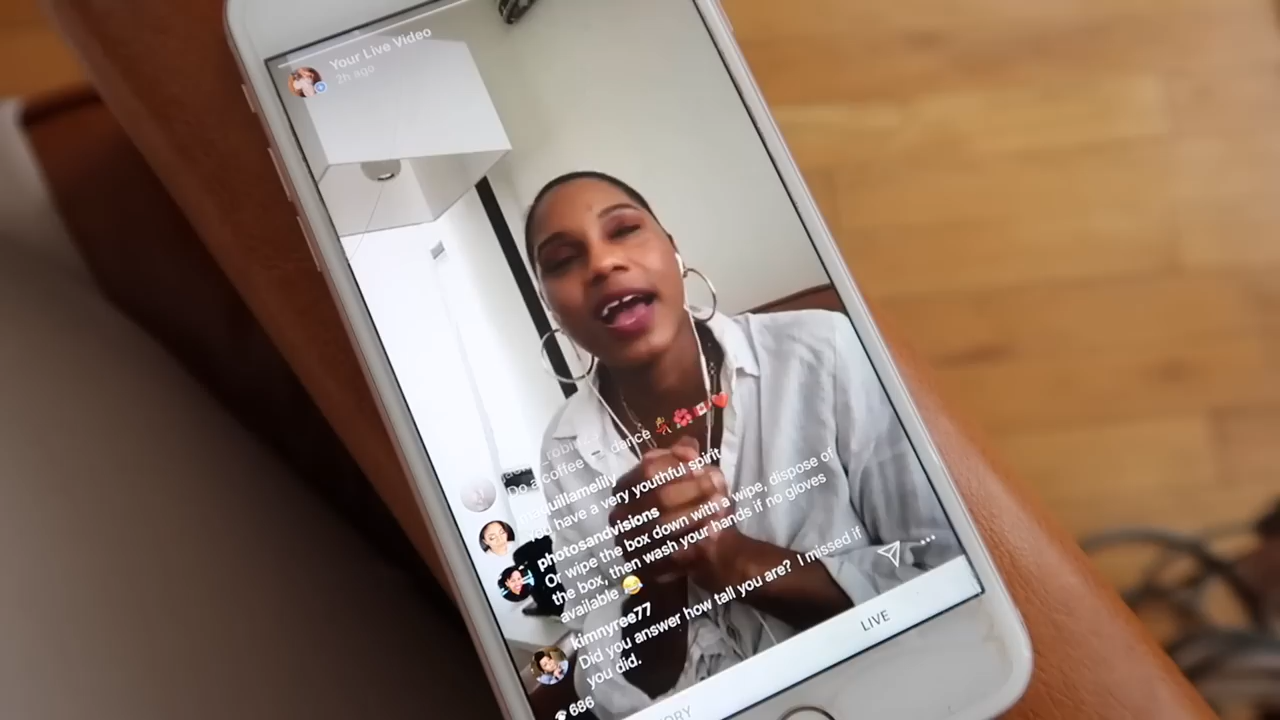 Your Live Video
2h ago
Do a coffee dance 💃🏾🌺🇨🇦❤️
You have a very youthful spirit
photosandvisions
Or wipe the box down with a wipe, dispose of
the box, then wash your hands if no gloves
available 😂
kimnyree77
Did you answer how tall you are? I missed if
you did.
686
LIVE